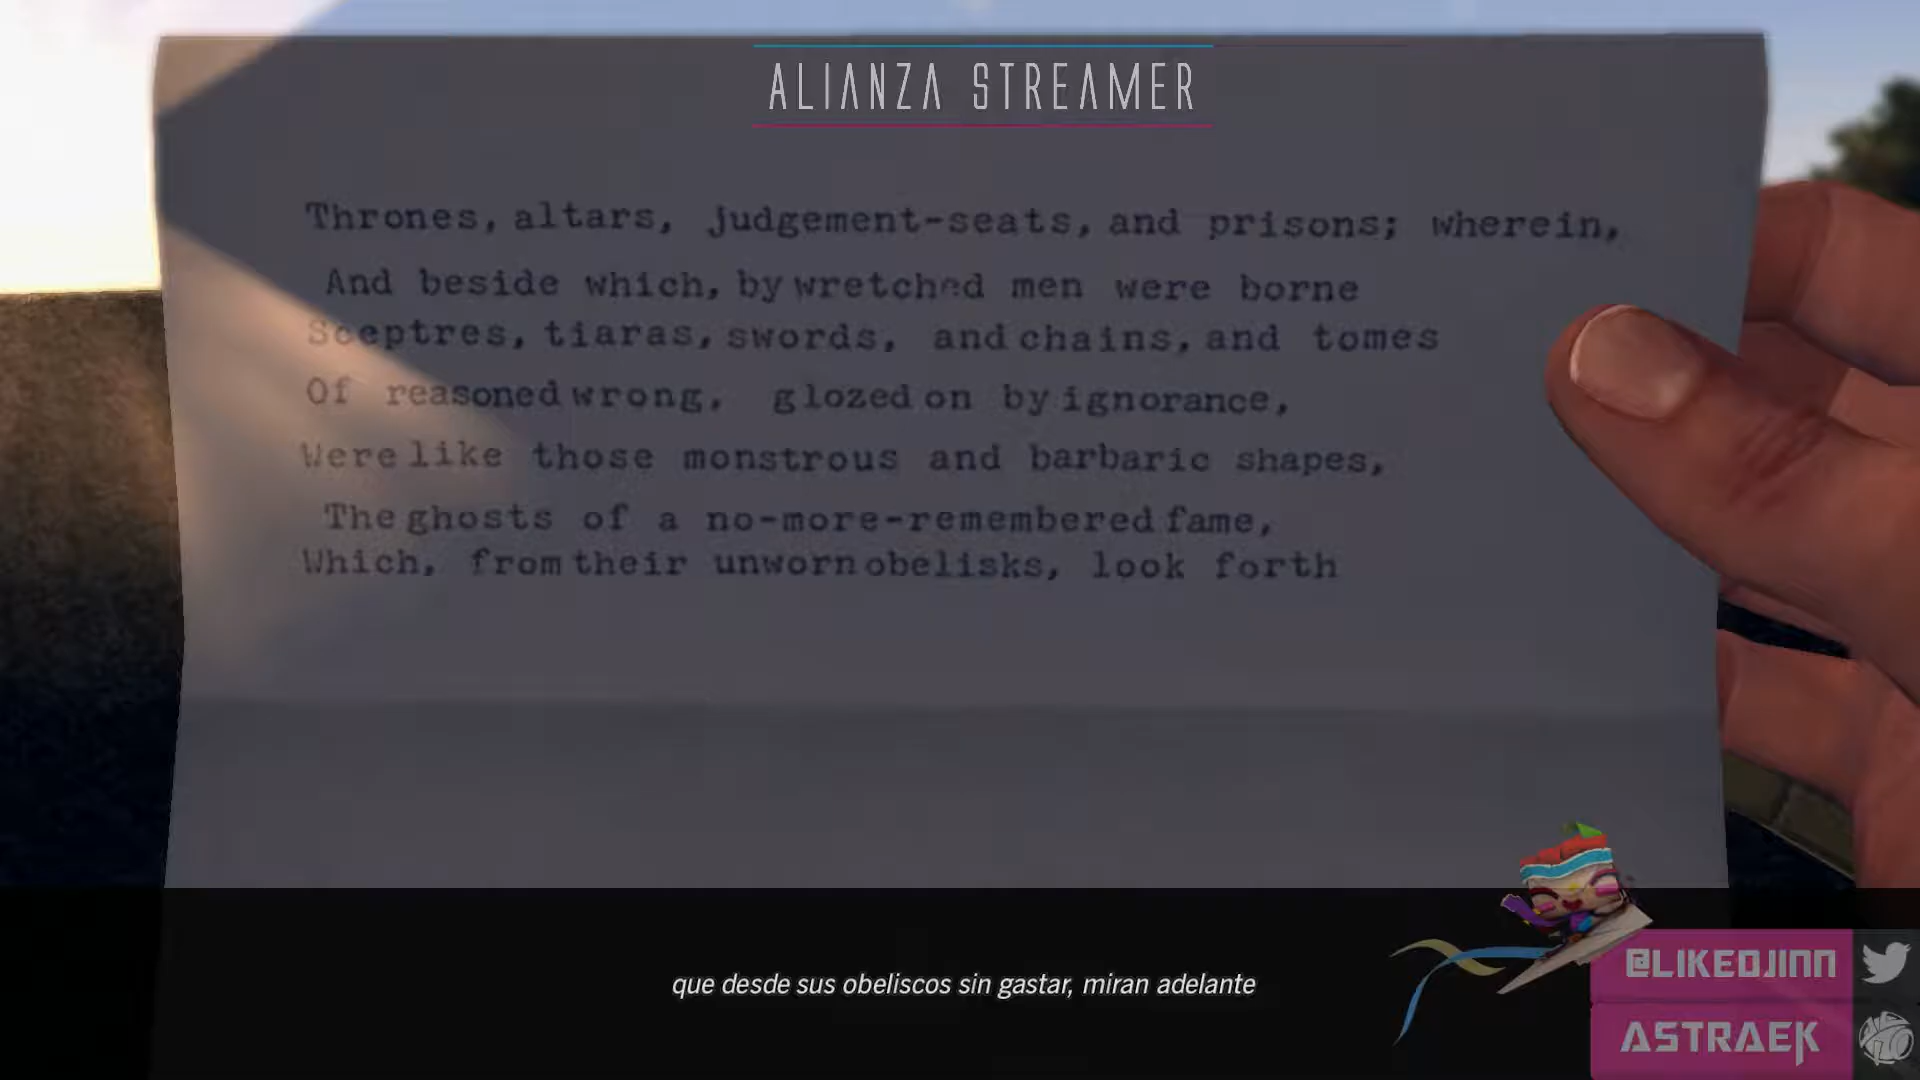 ALIANZA STREAMER
Thrones, altars, judgement-seats, and prisons; wherein,
And beside which, by wretched men were borne
Sceptres, tiaras, swords, and chains, and tomes
Of reasoned wrong, glozed on by ignorance,
Were like those monstrous and barbaric shapes,
The ghosts of a no-more-remembered fame,
Which, from their unworn obelisks, look forth
que desde sus obeliscos sin gastar, miran adelante
@LIKEDJINN
ASTRAEK